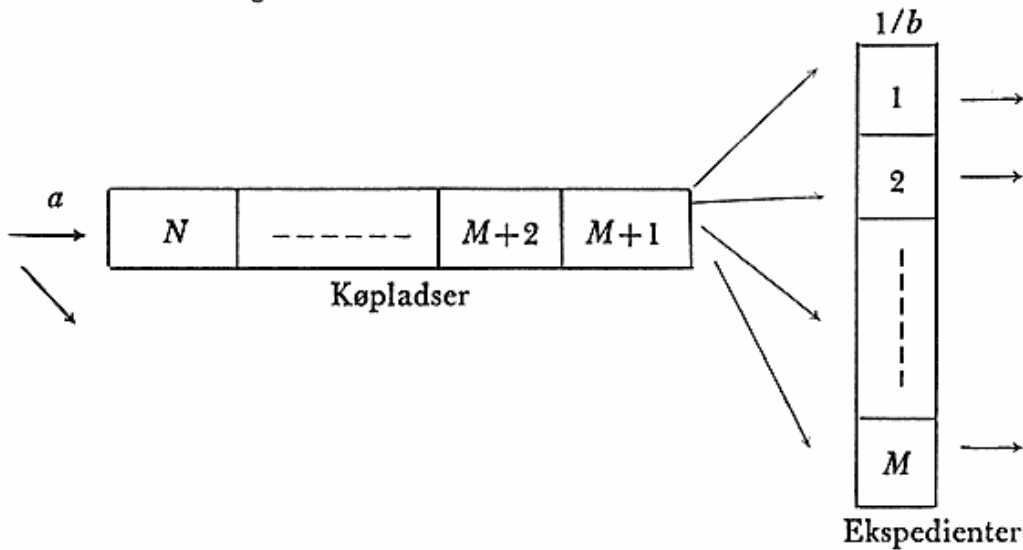 1/b
1
2
M
a
N ------ M+2 M+1
Køpladser
Ekspedienter